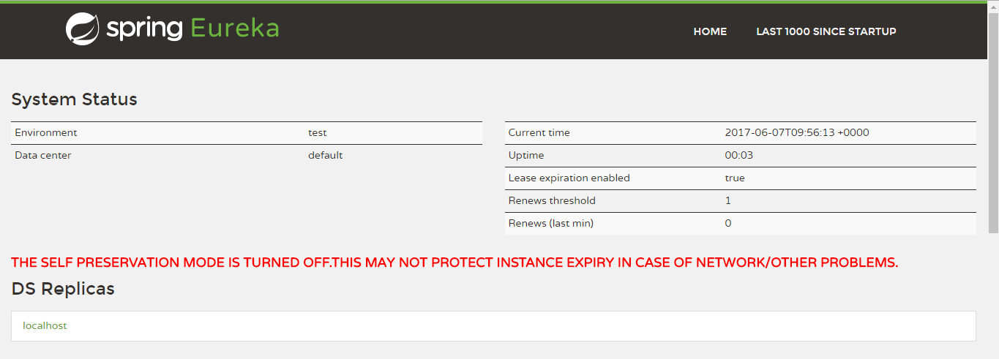 spring Eureka
HOME LAST 1000 SINCE STARTUP
System Status
Environment test
Data center default
Current time 2017-06-07T09:56:13 +0000
Uptime 00:03
Lease expiration enabled true
Renews threshold 1
Renews (last min) 0
THE SELF PRESERVATION MODE IS TURNED OFF.THIS MAY NOT PROTECT INSTANCE EXPIRY IN CASE OF NETWORK/OTHER PROBLEMS.
DS Replicas
localhost